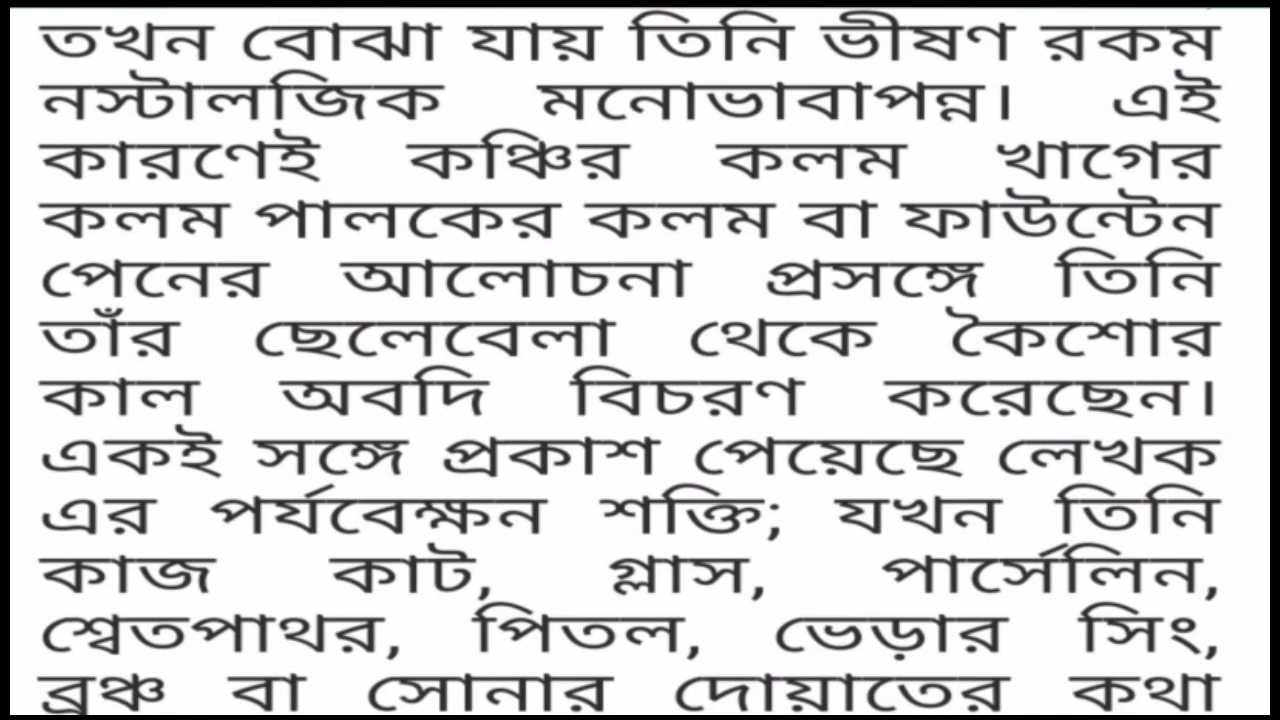 তখন বোঝা যায় তিনি ভীষণ রকম
নস্টালজিক মনোভাবাপন্ন। এই
কারণেই কঞ্চির কলম খাগের
কলম পালকের কলম বা ফাউন্টেন
পেনের আলোচনা প্রসঙ্গে তিনি
তাঁর ছেলেবেলা থেকে কৈশোর
কাল অবদি বিচরণ করেছেন।
একই সঙ্গে প্রকাশ পেয়েছে লেখক
এর পর্যবেক্ষন শক্তি; যখন তিনি
কাজ কাট, গ্লাস, পার্সেলিন,
শ্বেতপাথর, পিতল, ভেড়ার সিং,
ব্রঞ্চ বা সোনার দোয়াতের কথা